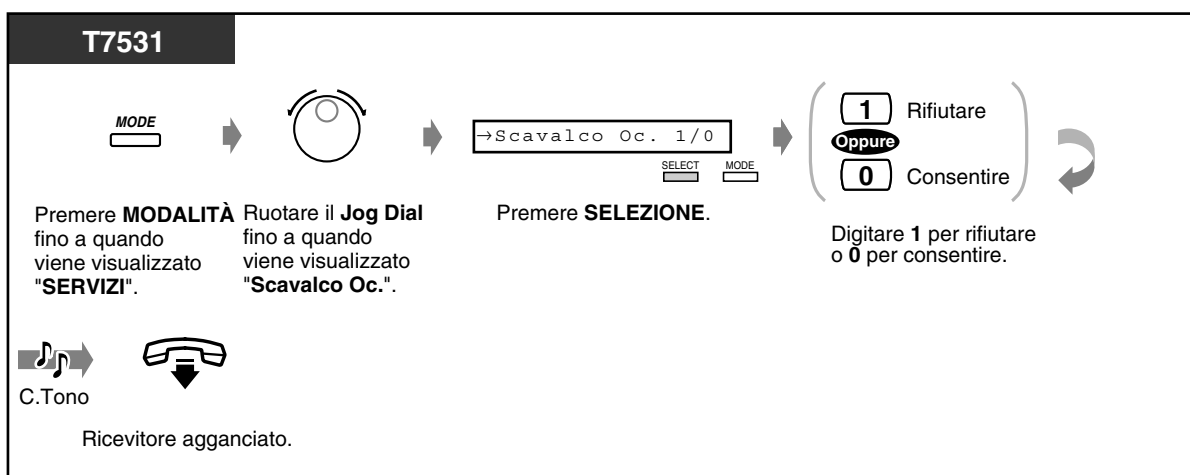 T7531
MODE
→Scavalco Oc. 1/0
SELECT MODE
1 Rifiutare
Oppure
0 Consentire
Premere MODALITÀ
fino a quando
viene visualizzato
"SERVIZI".
Ruotare il Jog Dial
fino a quando
viene visualizzato
"Scavalco Oc.".
Premere SELEZIONE.
Digitare 1 per rifiutare
o 0 per consentire.
C.Tono
Ricevitore agganciato.